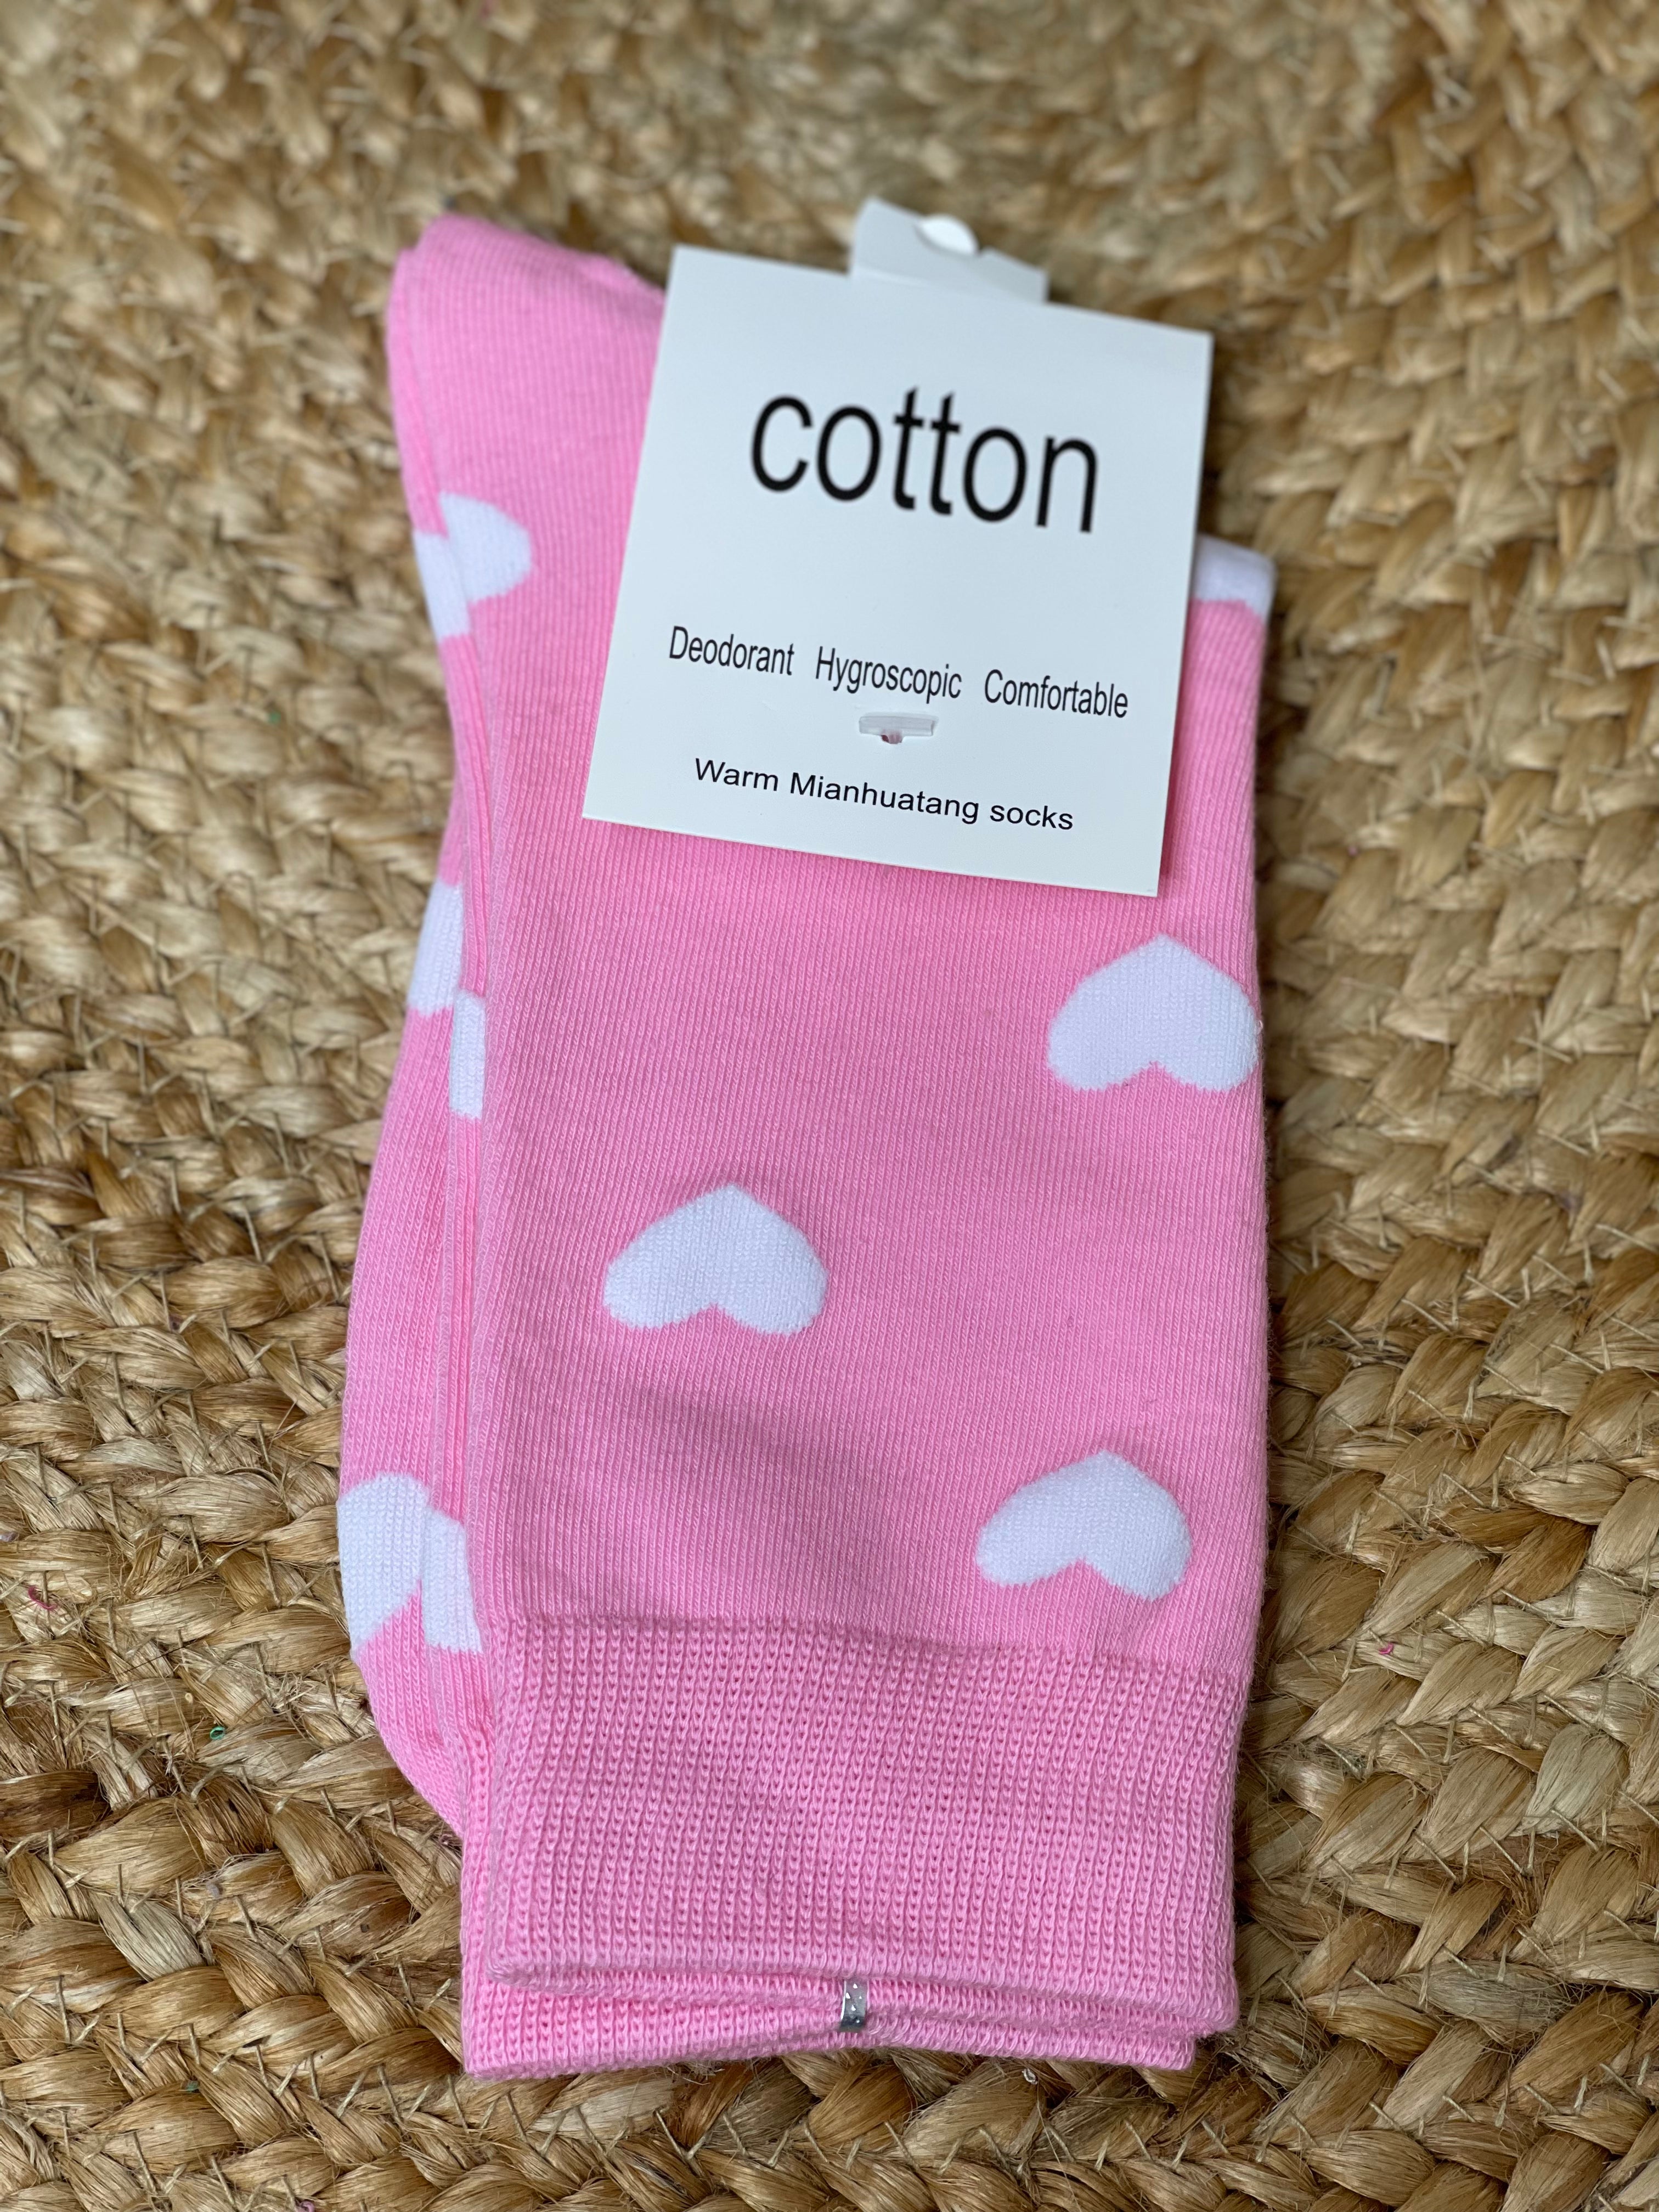 cotton
Deodorant Hygroscopic Comfortable
Warm Mianhuatang socks